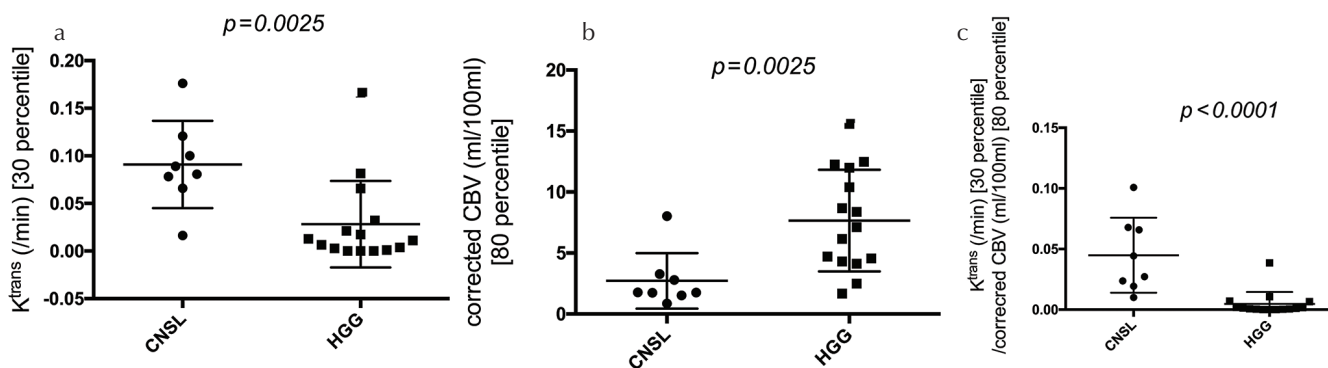 a
p=0.0025
K^trans (/min) [30 percentile]
0.20
0.15
0.10
0.05
0.00
-0.05
CNSL
HGG
b
p=0.0025
corrected CBV (ml/100ml)
[80 percentile]
20
15
10
5
0
CNSL
HGG
c
p<0.0001
K^trans (/min) [30 percentile]
/correcred CBV (ml/100ml) [80 percentile]
0.15
0.10
0.05
0.00
CNSL
HGG